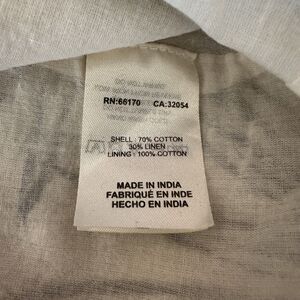 RN:66170 CA:32054
SHELL: 70% COTTON
30% LINEN
LINING: 100% COTTON
MADE IN INDIA
FABRIQUÉ EN INDE
HECHO EN INDIA